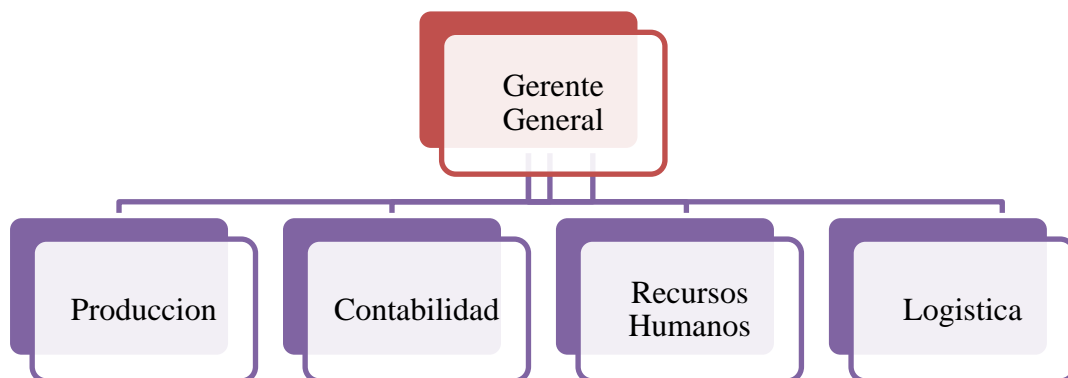 Gerente
General
Produccion
Contabilidad
Recursos
Humanos
Logistica